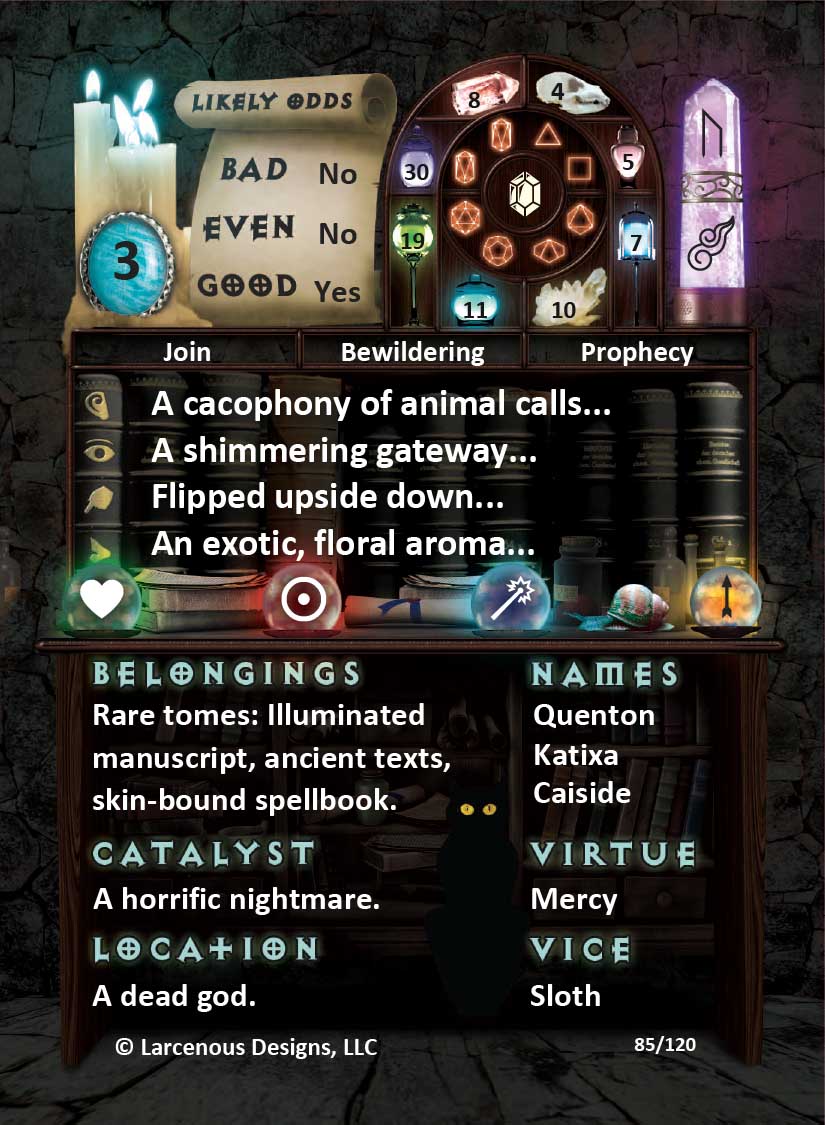 LIKELY ODDS
BAD No
EVEN No
GOOD Yes
3
8
4
30
5
19
7
11
10
Join Bewildering Prophecy
A cacophony of animal calls...
A shimmering gateway...
Flipped upside down...
An exotic, floral aroma...
BELONGINGS
Rare tomes: Illuminated
manuscript, ancient texts,
skin-bound spellbook.
NAMES
Quenton
Katixa
Caiside
CATALYST
A horrific nightmare.
VIRTUE
Mercy
LOCATION
A dead god.
VICE
Sloth
© Larcenous Designs, LLC
85/120